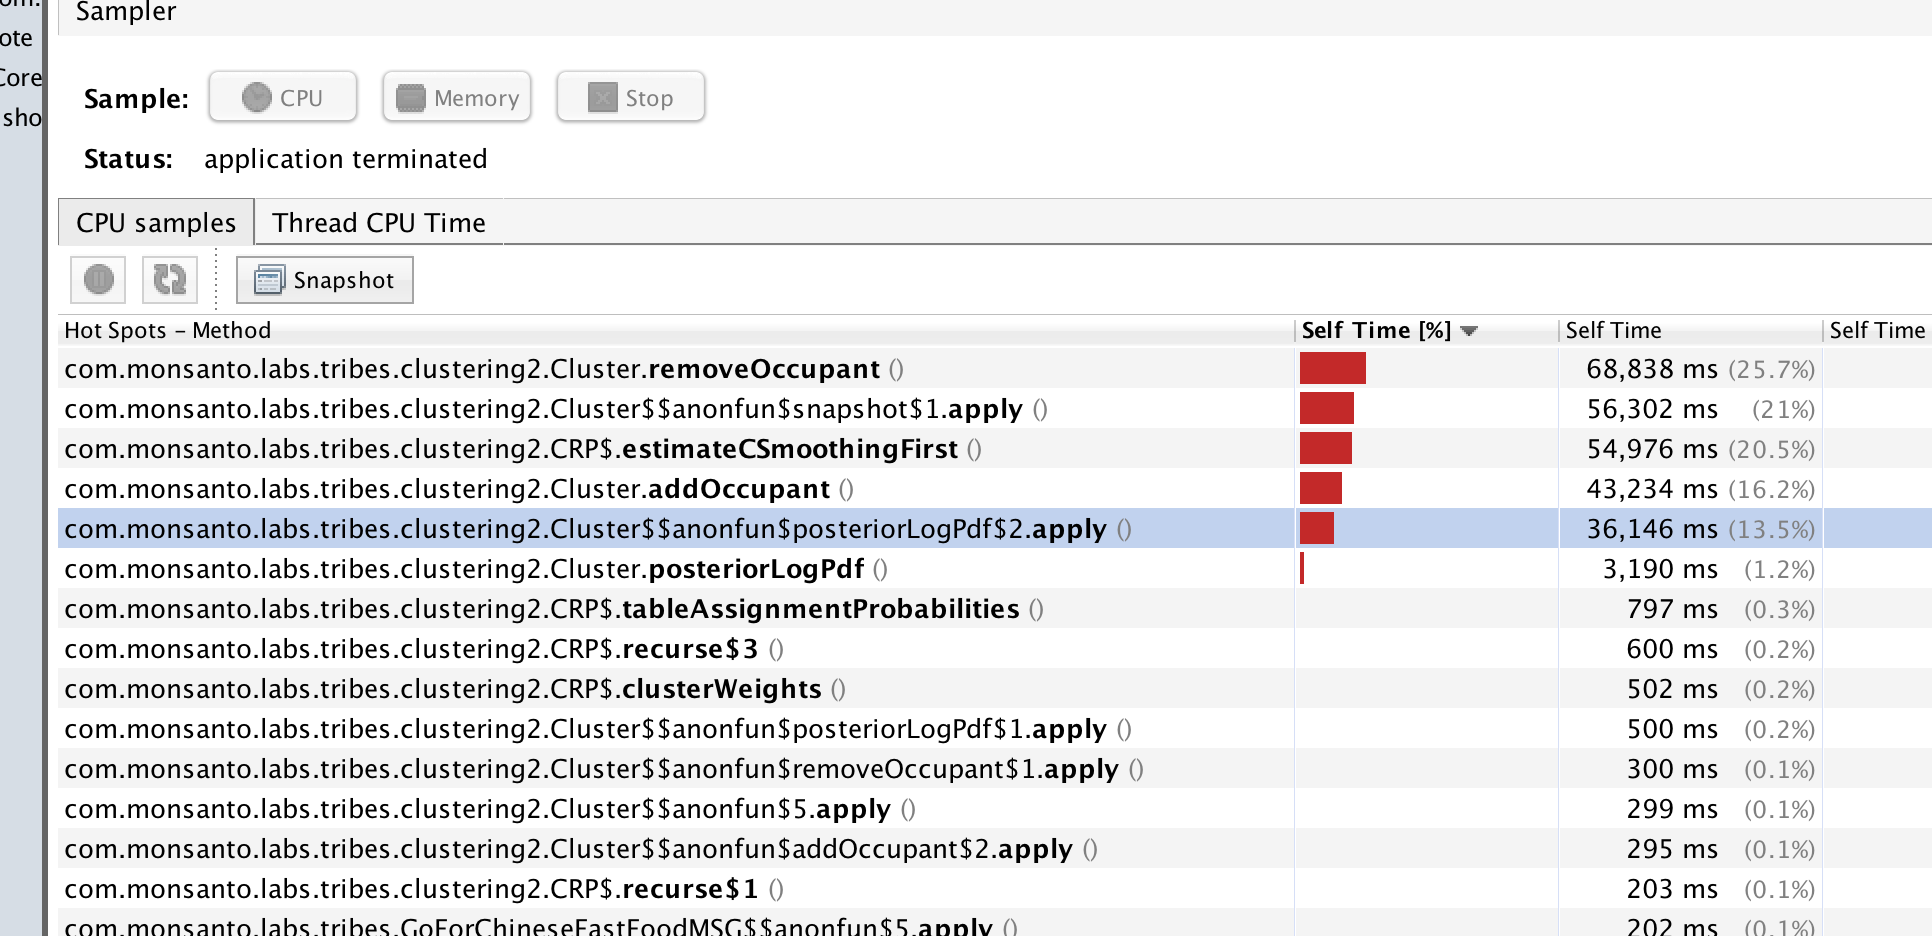 ote
Core
sho
Sampler
Sample: CPU Memory Stop
Status: application terminated
CPU samples Thread CPU Time
Snapshot
Hot Spots – Method Self Time [%] Self Time Self Time
com.monsanto.labs.tribes.clustering2.Cluster.removeOccupant () 68,838 ms (25.7%)
com.monsanto.labs.tribes.clustering2.Cluster$$anonfun$snapshot$1.apply () 56,302 ms (21%)
com.monsanto.labs.tribes.clustering2.CRP$.estimateCSmoothingFirst () 54,976 ms (20.5%)
com.monsanto.labs.tribes.clustering2.Cluster.addOccupant () 43,234 ms (16.2%)
com.monsanto.labs.tribes.clustering2.Cluster$$anonfun$posteriorLogPdf$2.apply () 36,146 ms (13.5%)
com.monsanto.labs.tribes.clustering2.Cluster.posteriorLogPdf () 3,190 ms (1.2%)
com.monsanto.labs.tribes.clustering2.CRP$.tableAssignmentProbabilities () 797 ms (0.3%)
com.monsanto.labs.tribes.clustering2.CRP$.recurse$3 () 600 ms (0.2%)
com.monsanto.labs.tribes.clustering2.CRP$.clusterWeights () 502 ms (0.2%)
com.monsanto.labs.tribes.clustering2.Cluster$$anonfun$posteriorLogPdf$1.apply () 500 ms (0.2%)
com.monsanto.labs.tribes.clustering2.Cluster$$anonfun$removeOccupant$1.apply () 300 ms (0.1%)
com.monsanto.labs.tribes.clustering2.Cluster$$anonfun$5.apply () 299 ms (0.1%)
com.monsanto.labs.tribes.clustering2.Cluster$$anonfun$addOccupant$2.apply () 295 ms (0.1%)
com.monsanto.labs.tribes.clustering2.CRP$.recurse$1 () 203 ms (0.1%)
com.monsanto.labs.tribes.GoForChineseFastFoodMSG$$anonfun$5.apply () 202 ms (0.1%)